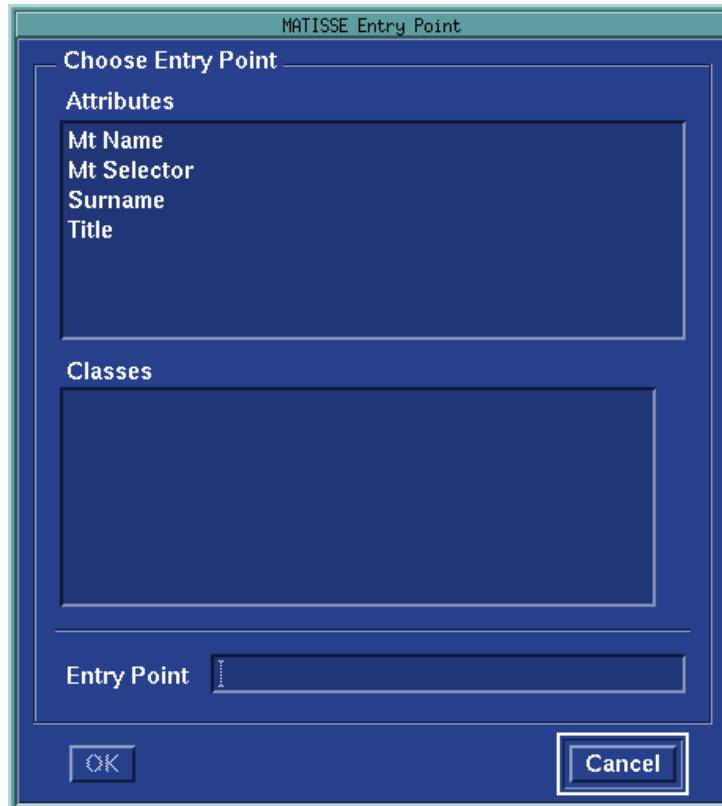 MATISSE Entry Point
Choose Entry Point
Attributes
Mt Name
Mt Selector
Surname
Title
Classes
Entry Point
OK
Cancel